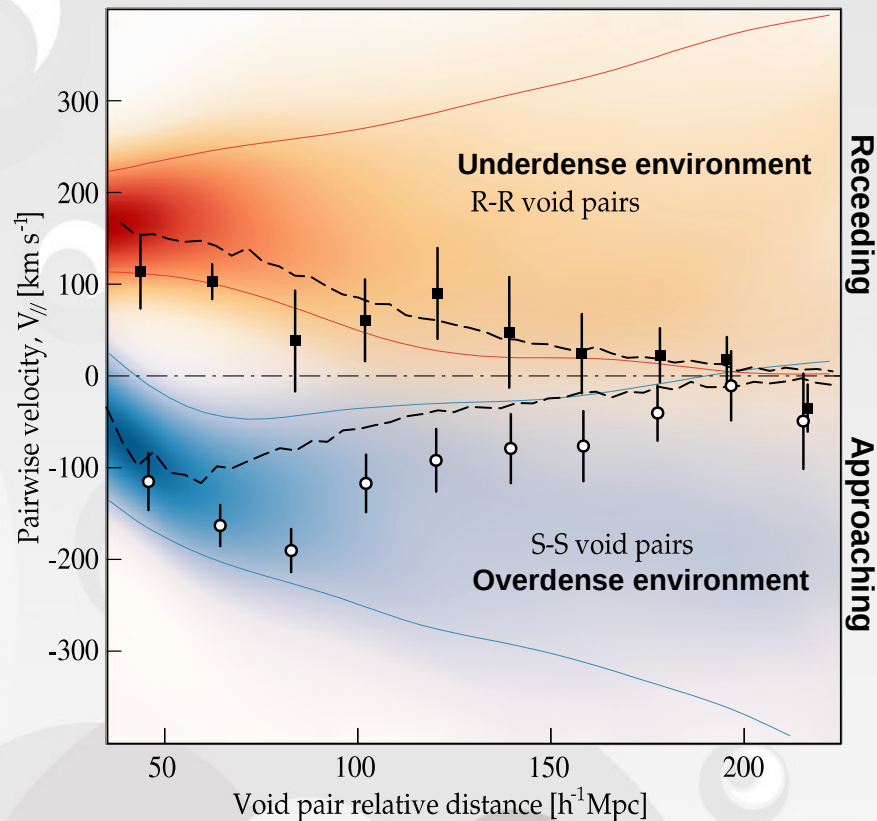 300
200
100
0
-100
-200
-300
Pairwise velocity, V// [km s-1]
Underdense environment
R-R void pairs
S-S void pairs
Overdense environment
Receeding
Approaching
50 100 150 200
Void pair relative distance [h-1Mpc]